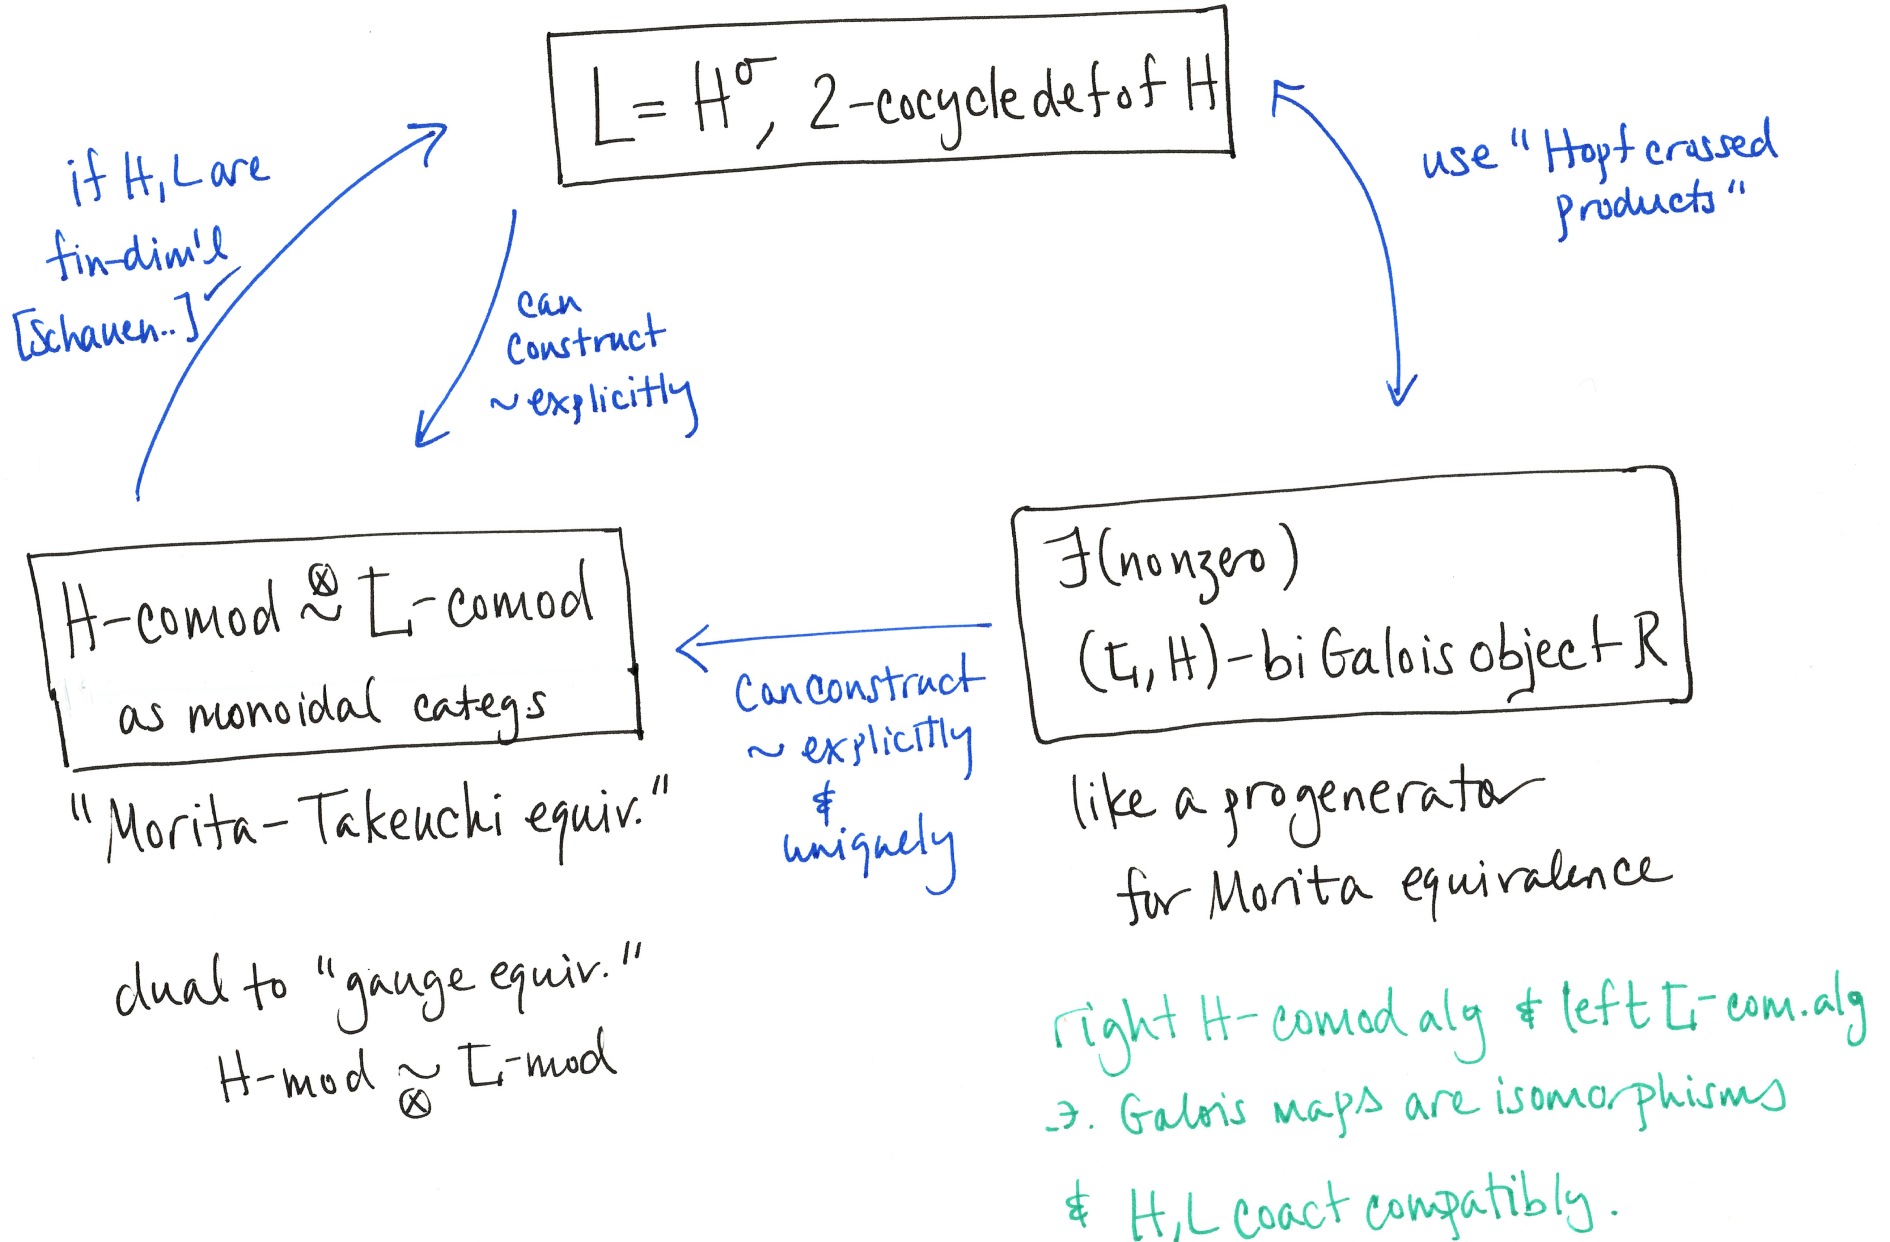 L = H^σ, 2-cocycle def of H
if H, L are
fin-dim'l
[Schauen..]
can
construct
~ explicitly
use "Hopf crossed
products"
H-comod ⊗~ L-comod
as monoidal categs
"Morita-Takeuchi equiv."
dual to "gauge equiv."
H-mod ~⊗ L-mod
can construct
~ explicitly
&
uniquely
∃ (nonzero)
(L, H)-biGalois object R
like a progenerator
for Morita equivalence
right H-comod alg & left L-com.alg
∋. Galois maps are isomorphisms
& H, L coact compatibly.